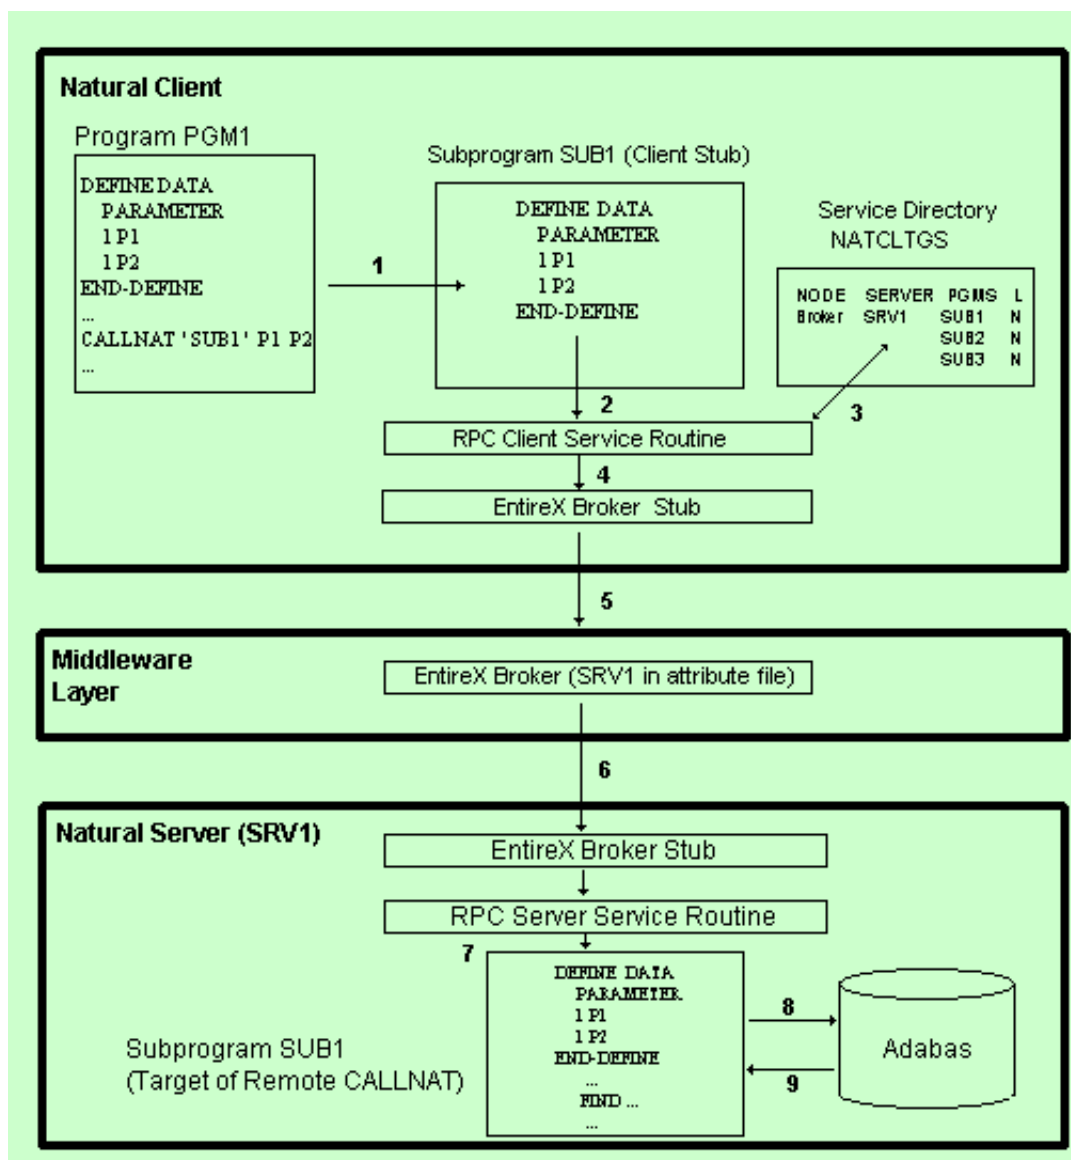 Natural Client
Program PGM1
DEFINE DATA
PARAMETER
1 P1
1 P2
END-DEFINE
...
CALLNAT 'SUB1' P1 P2
...
1
Subprogram SUB1 (Client Stub)
DEFINE DATA
PARAMETER
1 P1
1 P2
END-DEFINE
Service Directory
NATCLTGS
NODE SERVER PGMS L
Broker SRV1 SUB1 N
SUB2 N
SUB3 N
2
3
RPC Client Service Routine
4
EntireX Broker Stub
5
Middleware
Layer
EntireX Broker (SRV1 in attribute file)
6
Natural Server (SRV1)
EntireX Broker Stub
RPC Server Service Routine
7
DEFINE DATA
PARAMETER
1 P1
1 P2
END-DEFINE
...
FIND ...
...
Subprogram SUB1
(Target of Remote CALLNAT)
8
9
Adabas